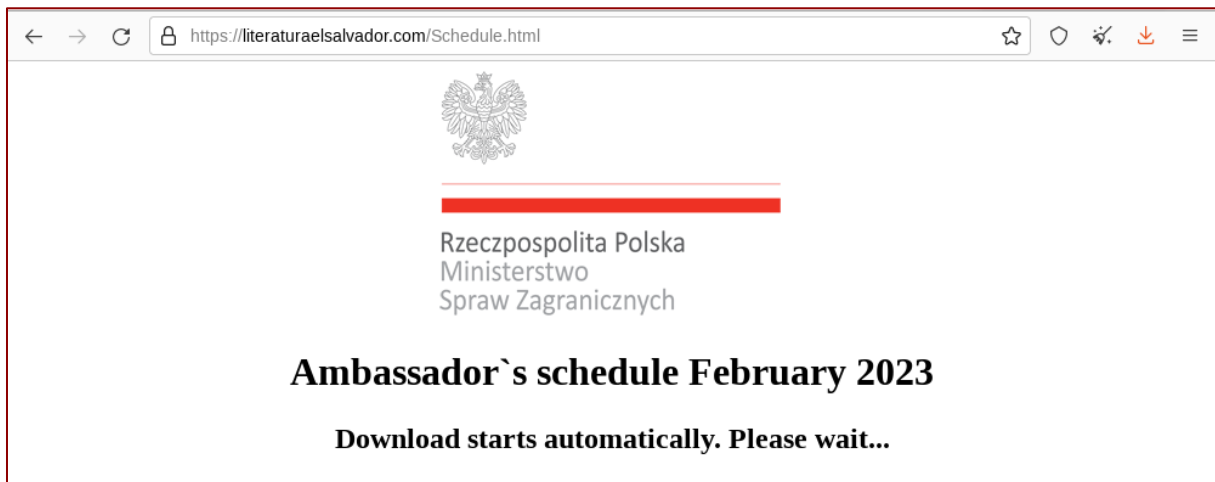 https://literaturaelsalvador.com/Schedule.html
Rzeczpospolita Polska
Ministerstwo
Spraw Zagranicznych
Ambassador`s schedule February 2023
Download starts automatically. Please wait...